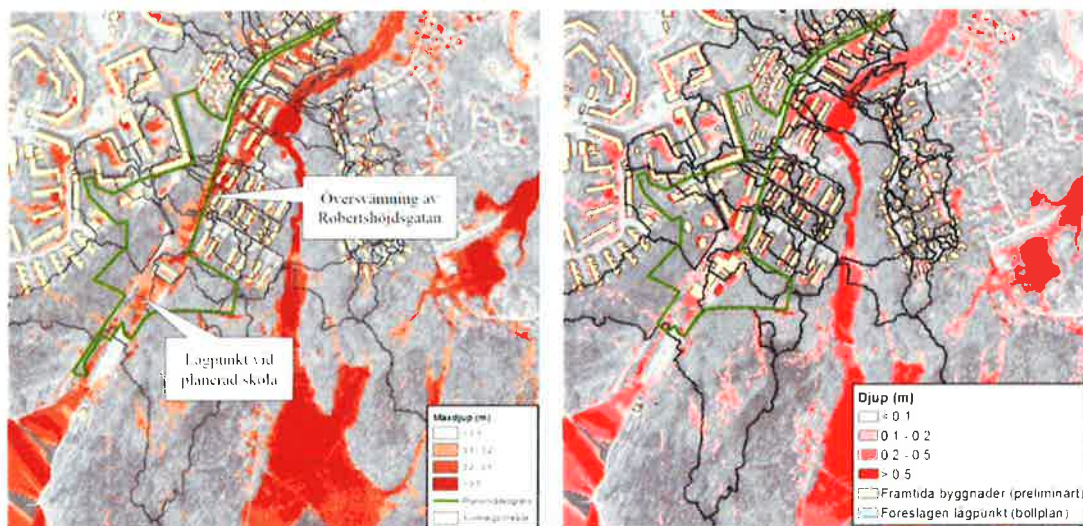 Översvämning av
Robertshöjdsgatan
Lågpunkt vid
planerad skola
Maxdjup (m)
Djup (m)
< 0.1
0.1 - 0.2
0.2 - 0.5
> 0.5
Framtida byggnader (preliminärt)
Föreslagen lågpunkt (bollplan)